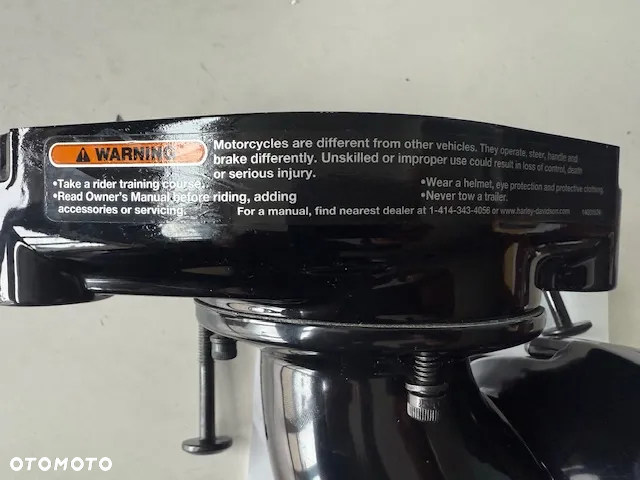 WARNING
Motorcycles are different from other vehicles. They operate, steer, handle and
brake differently. Unskilled or improper use could result in loss of control, death
or serious injury.
•Take a rider training course.
•Read Owner's Manual before riding, adding
accessories or servicing.
•Wear a helmet, eye protection and protective clothing.
•Never tow a trailer.
For a manual, find nearest dealer at 1-414-343-4056 or www.harley-davidson.com
OTOMOTO